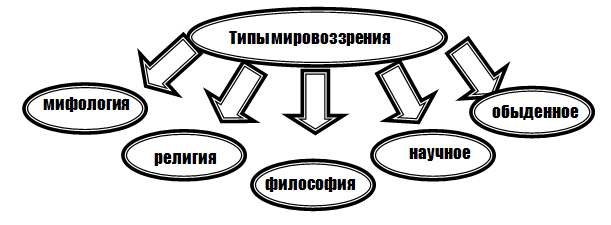 Типы мировоззрения
мифология
религия
философия
научное
обыденное